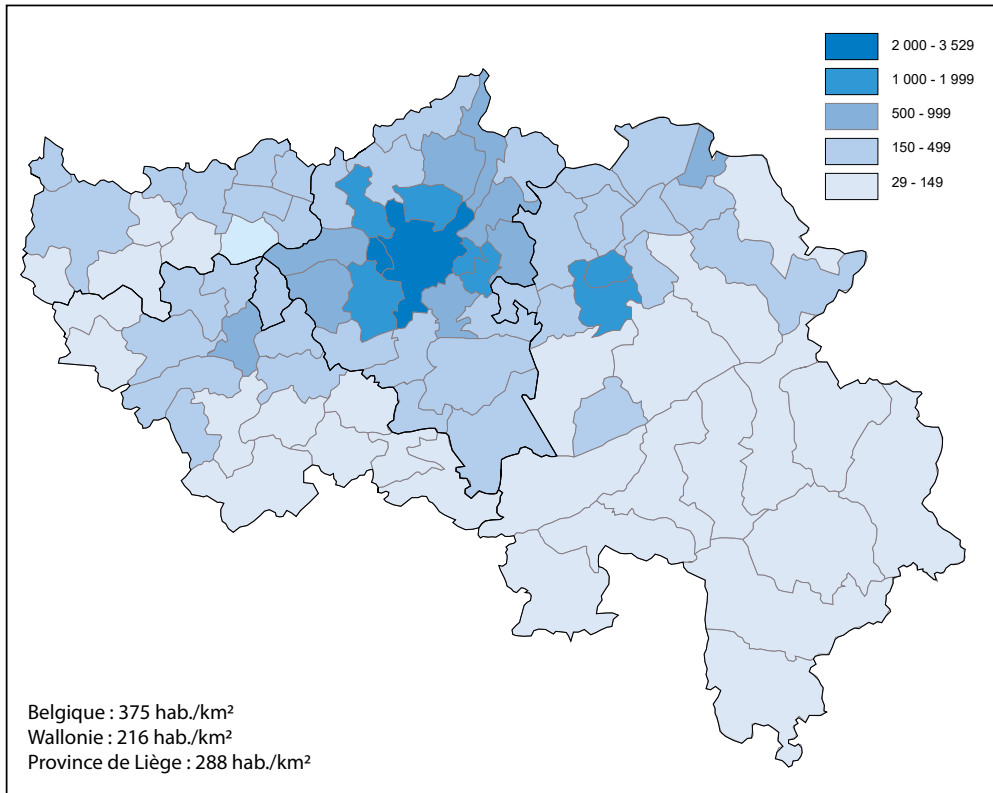 2 000 - 3 529
1 000 - 1 999
500 - 999
150 - 499
29 - 149
Belgique : 375 hab./km²
Wallonie : 216 hab./km²
Province de Liège : 288 hab./km²